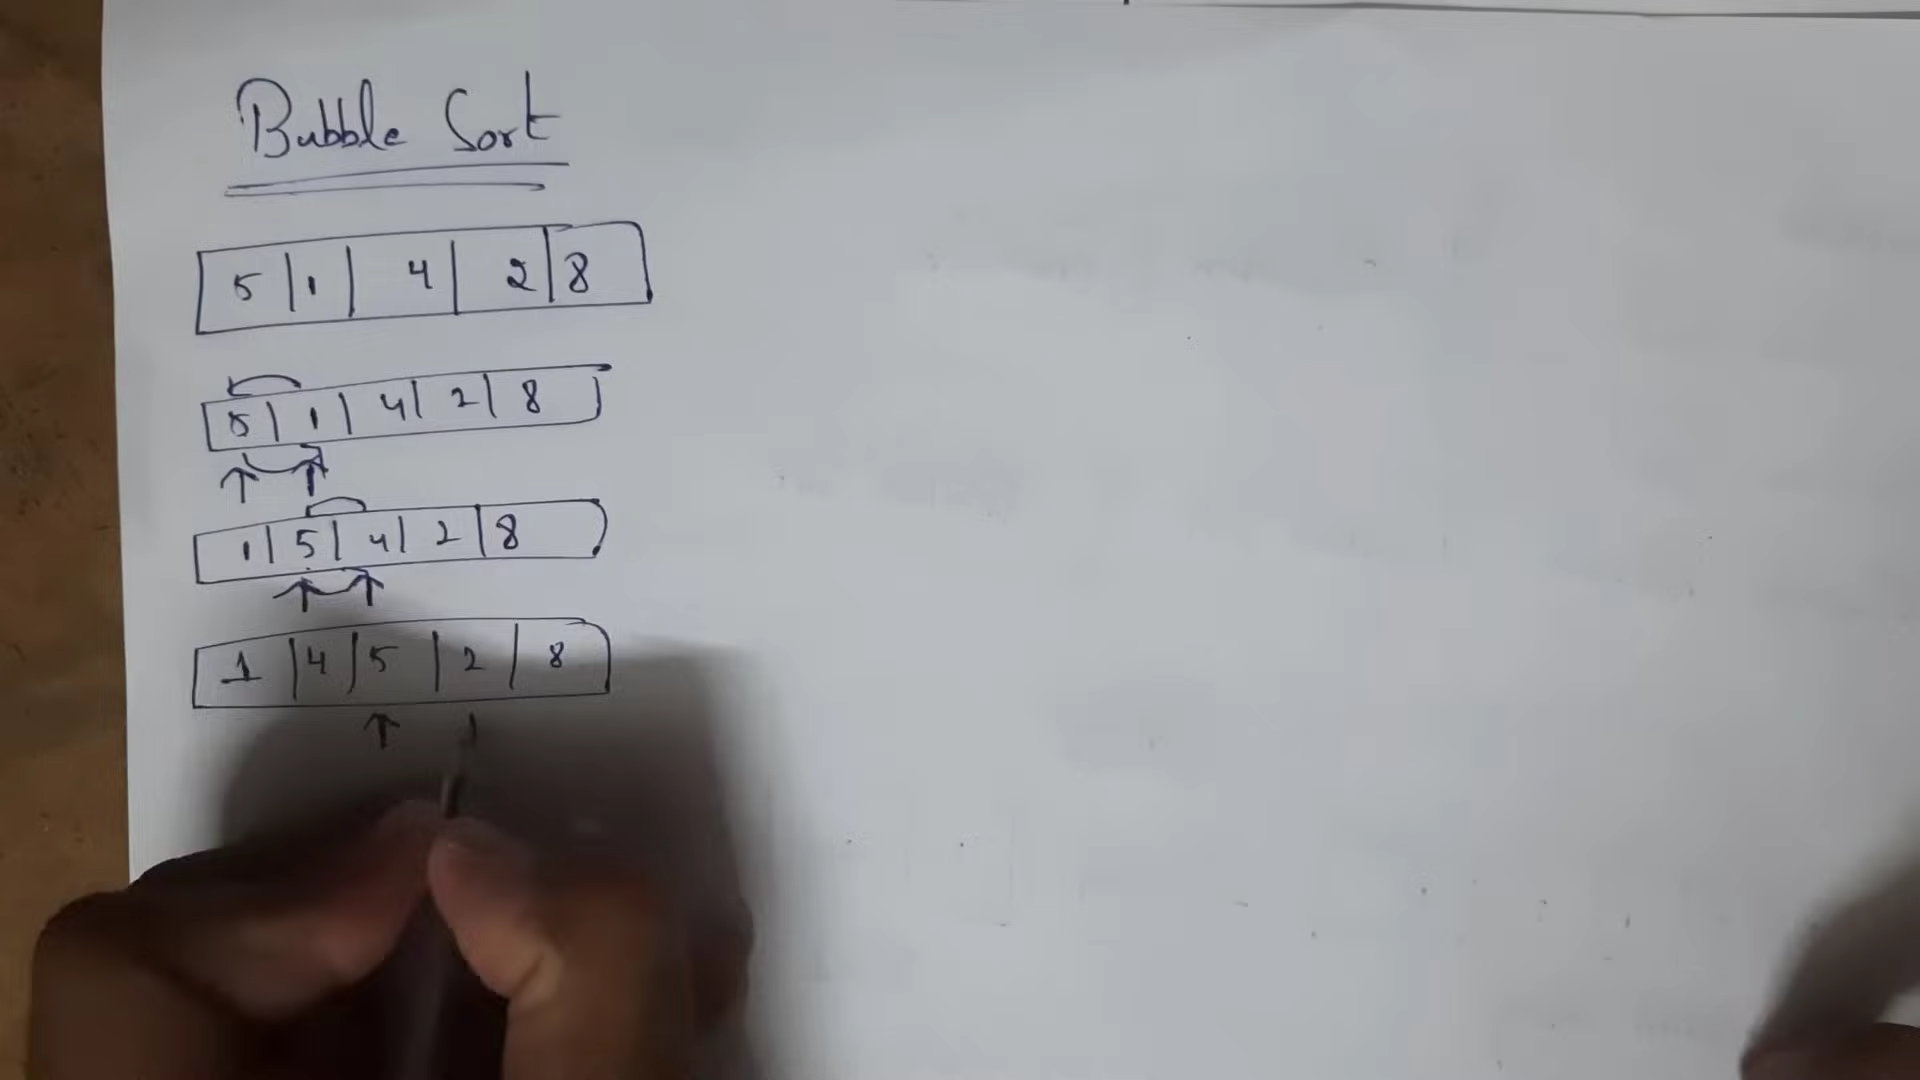 Bubble Sort
5 | 1 | 4 | 2 | 8
5 | 1 | 4 | 2 | 8
1 | 5 | 4 | 2 | 8
1 | 4 | 5 | 2 | 8